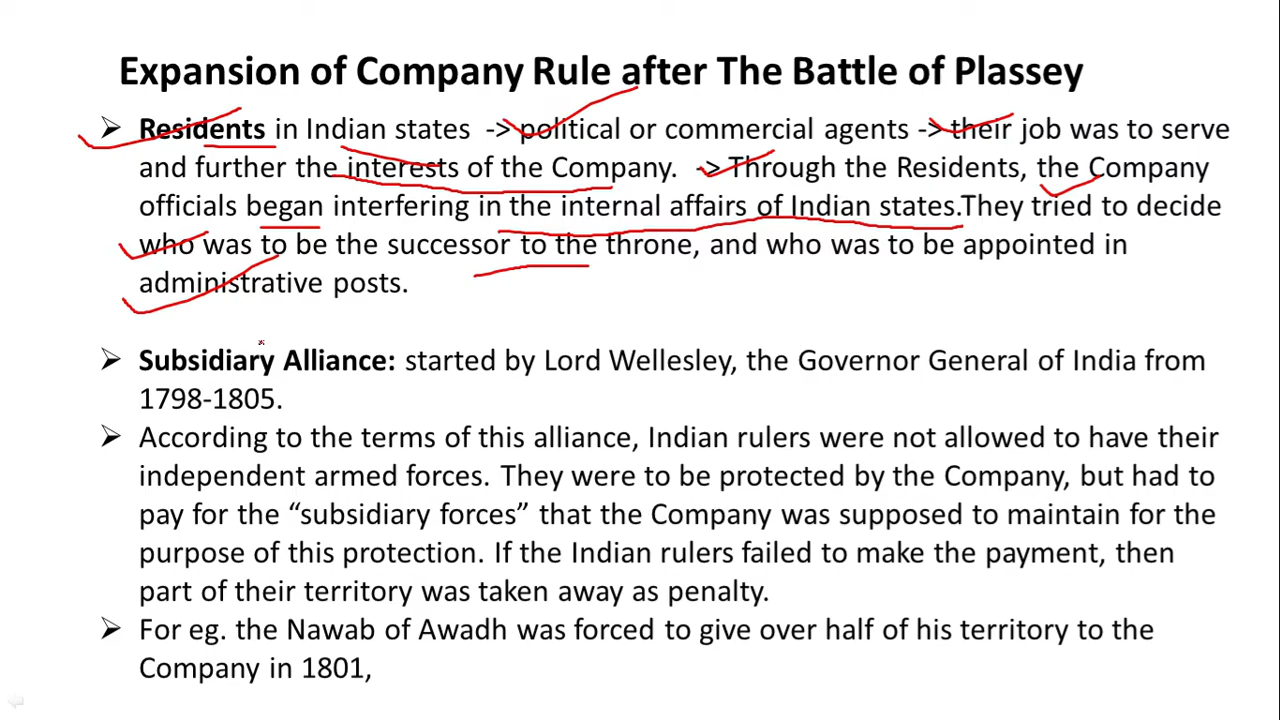 Expansion of Company Rule after The Battle of Plassey
➢ Residents in Indian states -> political or commercial agents -> their job was to serve
and further the interests of the Company. -> Through the Residents, the Company
officials began interfering in the internal affairs of Indian states.They tried to decide
who was to be the successor to the throne, and who was to be appointed in
administrative posts.
➢ Subsidiary Alliance: started by Lord Wellesley, the Governor General of India from
1798-1805.
➢ According to the terms of this alliance, Indian rulers were not allowed to have their
independent armed forces. They were to be protected by the Company, but had to
pay for the “subsidiary forces” that the Company was supposed to maintain for the
purpose of this protection. If the Indian rulers failed to make the payment, then
part of their territory was taken away as penalty.
➢ For eg. the Nawab of Awadh was forced to give over half of his territory to the
Company in 1801,